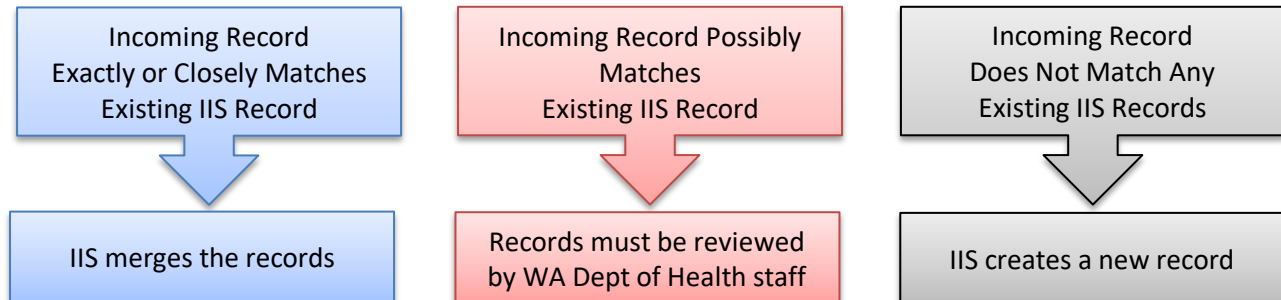 Incoming Record
Exactly or Closely Matches
Existing IIS Record
IIS merges the records
Incoming Record Possibly
Matches
Existing IIS Record
Records must be reviewed
by WA Dept of Health staff
Incoming Record
Does Not Match Any
Existing IIS Records
IIS creates a new record